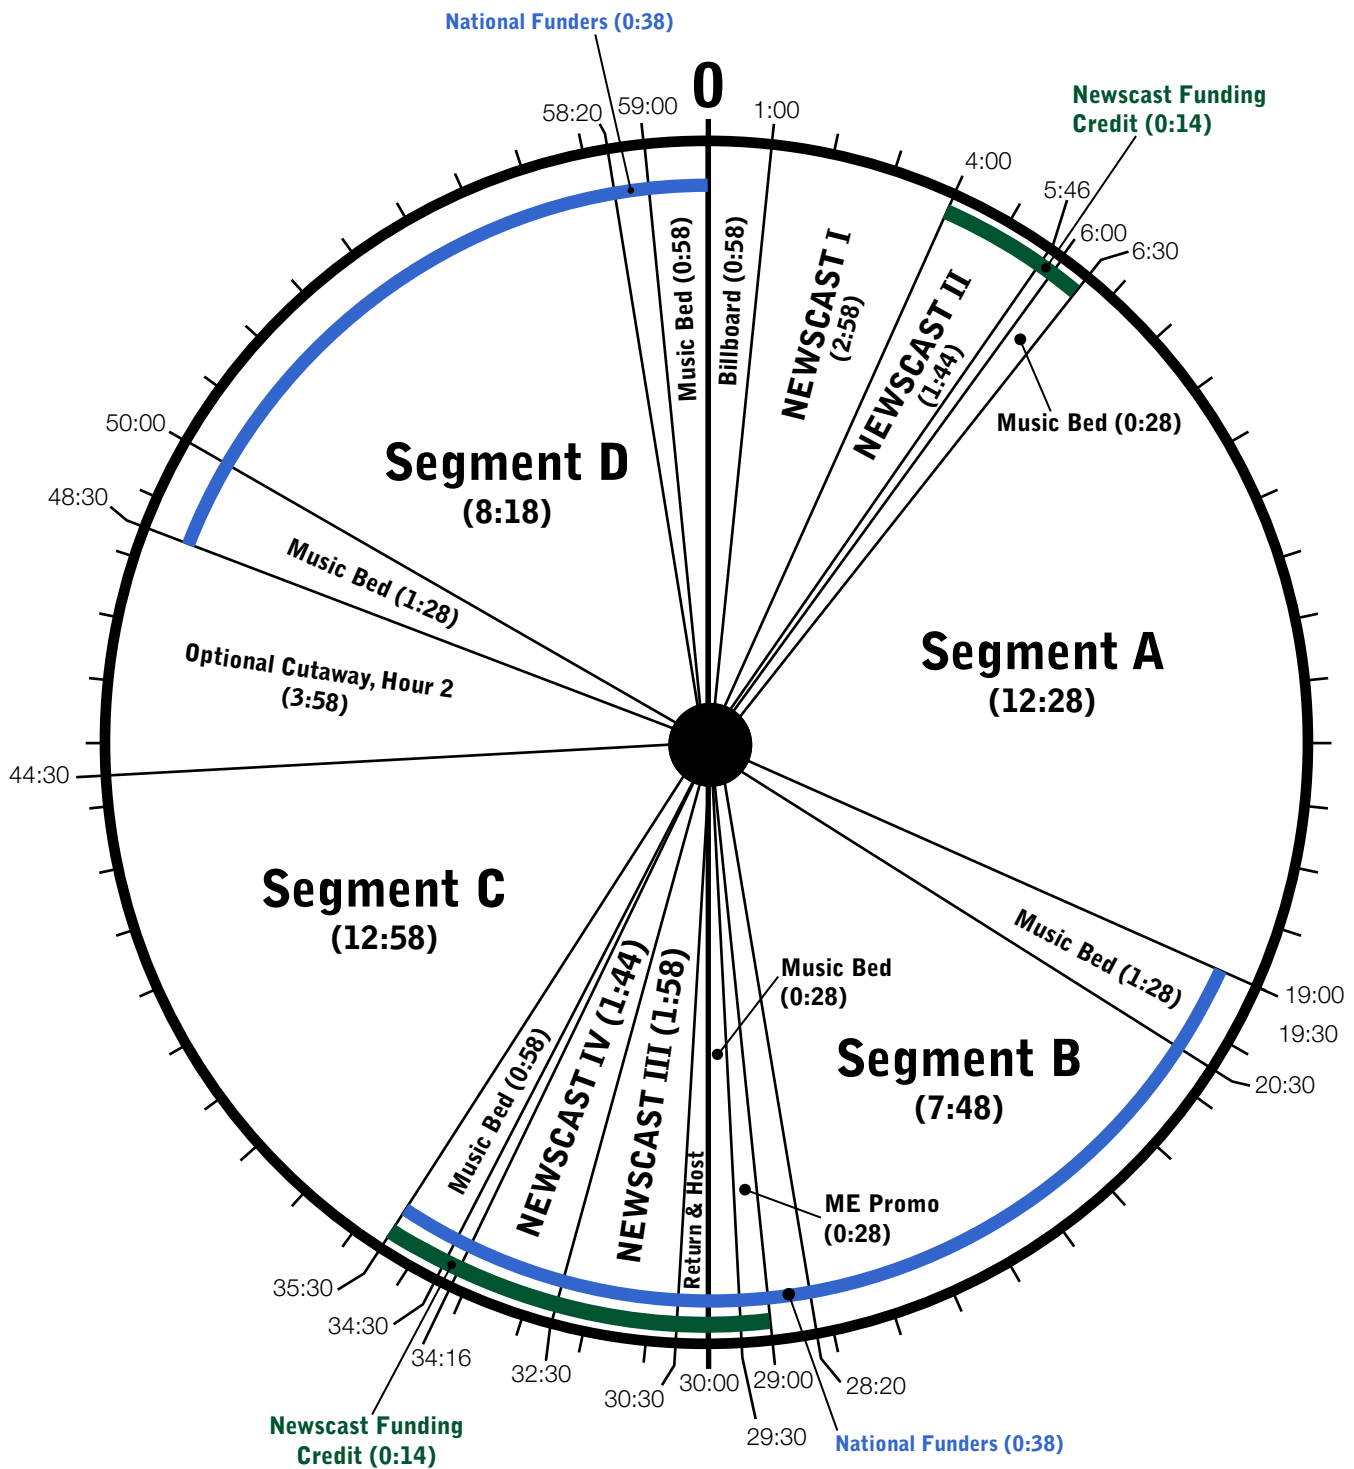 National Funders (0:38)
0
58:20
59:00
1:00
Newscast Funding
Credit (0:14)
4:00
5:46
6:00
6:30
Music Bed (0:58)
Billboard (0:58)
NEWSCAST I
(2:58)
NEWSCAST II
(1:44)
Music Bed (0:28)
50:00
48:30
Segment D
(8:18)
Music Bed (1:28)
Optional Cutaway, Hour 2
(3:58)
Segment A
(12:28)
44:30
Segment C
(12:58)
Music Bed (1:28)
19:00
19:30
20:30
Music Bed
(0:28)
Segment B
(7:48)
ME Promo
(0:28)
Music Bed (0:58)
NEWSCAST IV (1:44)
NEWSCAST III (1:58)
Return & Host
35:30
34:30
34:16
32:30
30:30
30:00
29:00
28:20
29:30
Newscast Funding
Credit (0:14)
National Funders (0:38)